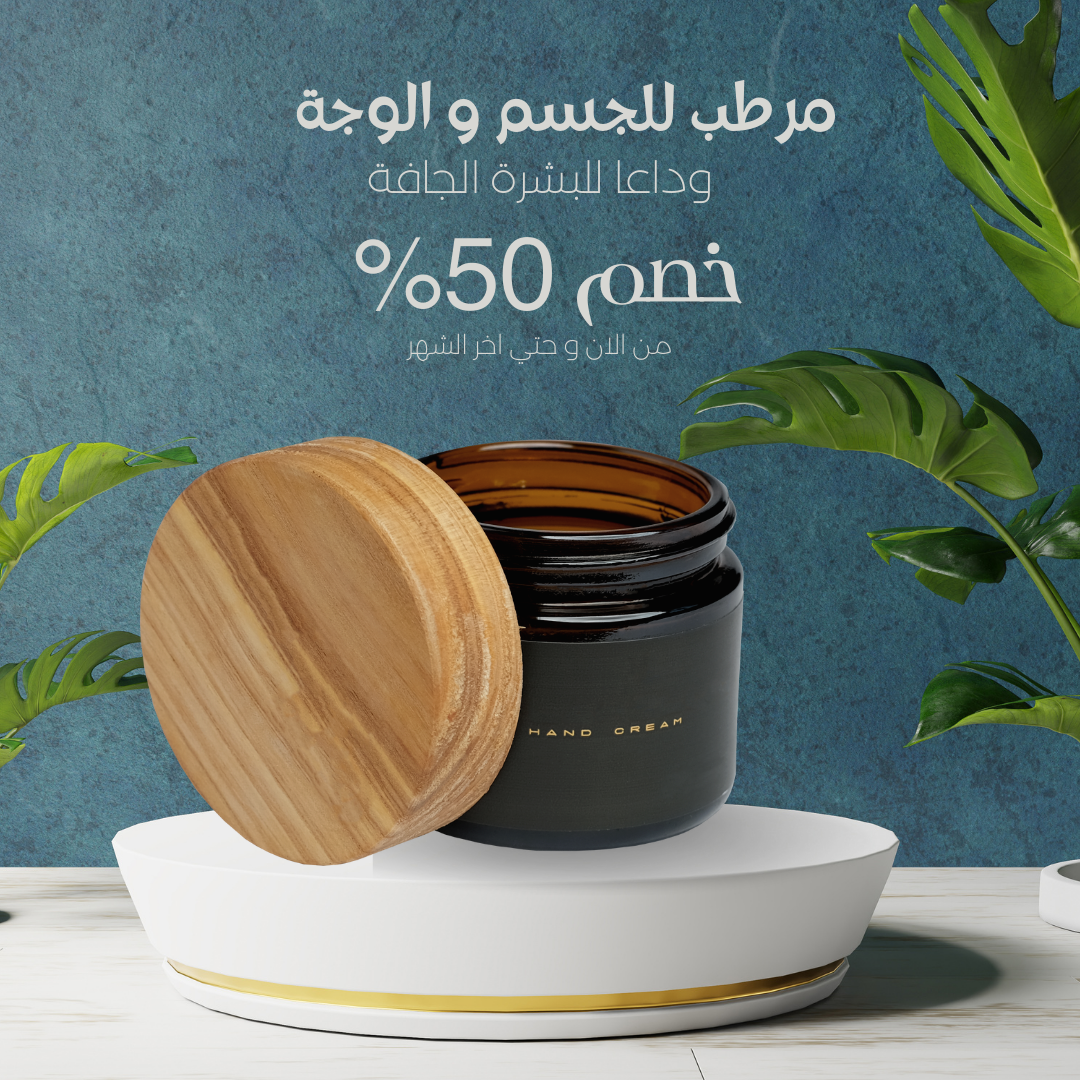 مرطب للجسم و الوجة
وداعا للبشرة الجافة
خصم 50%
من الان و حتي اخر الشهر
HAND CREAM